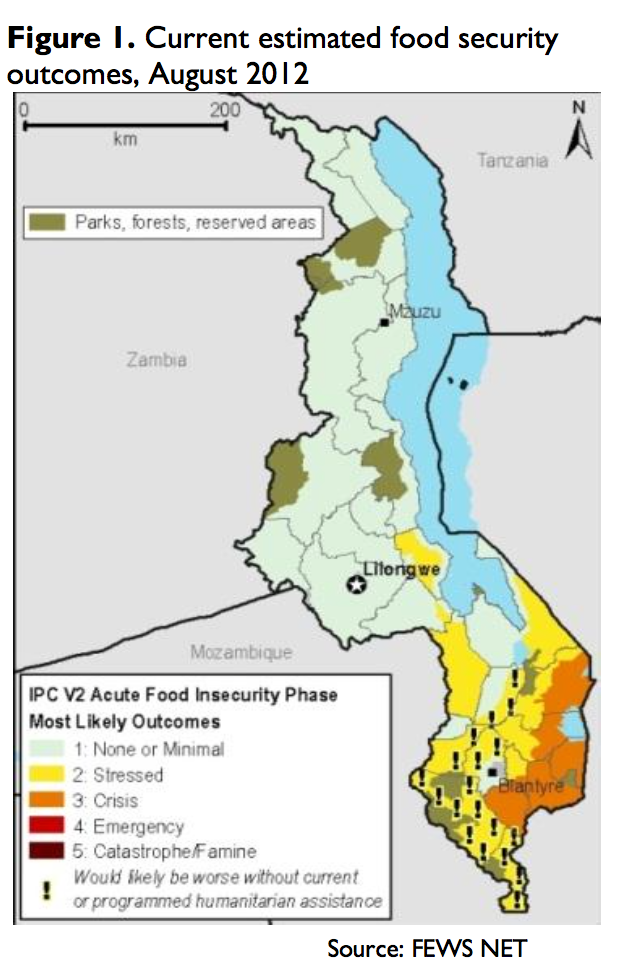 Figure 1. Current estimated food security
outcomes, August 2012
0 200
km
N
Tanzania
Parks, forests, reserved areas
Mzuzu
Zambia
Lilongwe
Mozambique
IPC V2 Acute Food Insecurity Phase
Most Likely Outcomes
1: None or Minimal
2: Stressed
3: Crisis
4: Emergency
5: Catastrophe/Famine
! Would likely be worse without current
or programmed humanitarian assistance
Blantyre
Source: FEWS NET